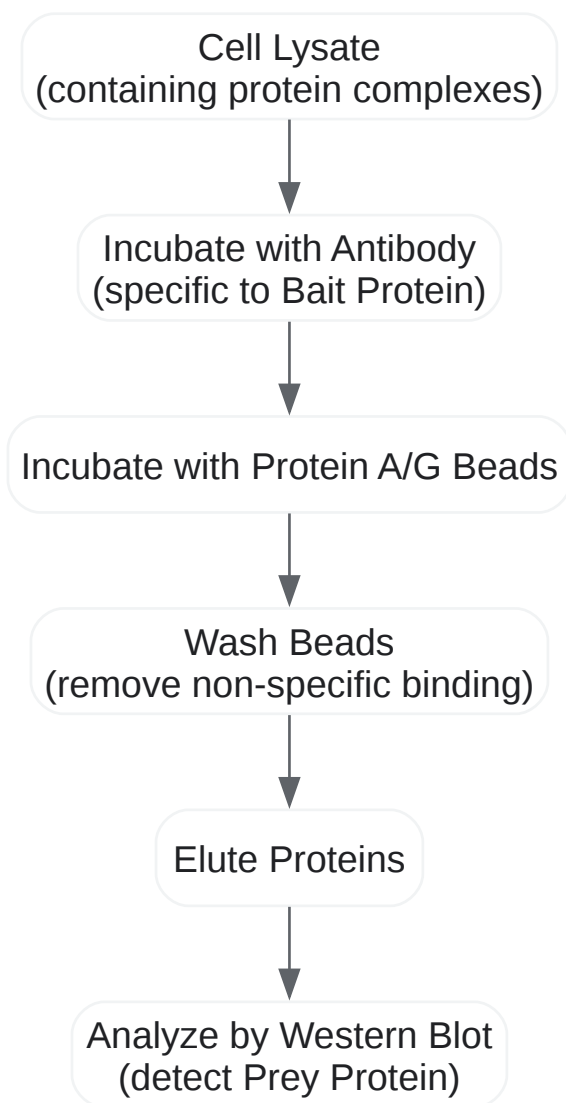 Cell Lysate
(containing protein complexes)
Incubate with Antibody
(specific to Bait Protein)
Incubate with Protein A/G Beads
Wash Beads
(remove non-specific binding)
Elute Proteins
Analyze by Western Blot
(detect Prey Protein)